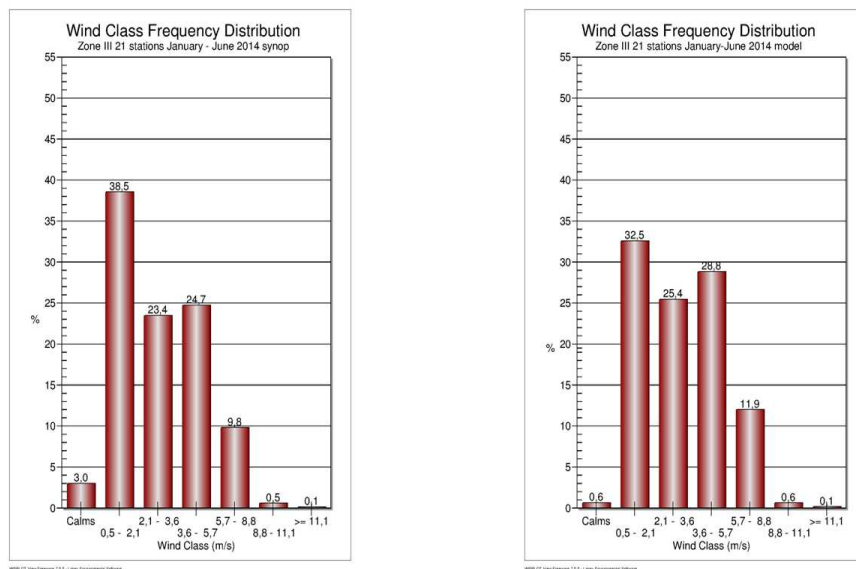 Wind Class Frequency Distribution
Zone III 21 stations January - June 2014 synop
55
50
45
40
35
30
25
20
15
10
5
0
%
3,0
38,5
23,4
24,7
9,8
0,5
0,1
Calms
0,5 - 2,1
2,1 - 3,6
3,6 - 5,7
5,7 - 8,8
8,8 - 11,1
>= 11,1
Wind Class (m/s)
Wind Class Frequency Distribution
Zone III 21 stations January-June 2014 model
55
50
45
40
35
30
25
20
15
10
5
0
%
0,6
32,5
25,4
28,8
11,9
0,6
0,1
Calms
0,5 - 2,1
2,1 - 3,6
3,6 - 5,7
5,7 - 8,8
8,8 - 11,1
>= 11,1
Wind Class (m/s)